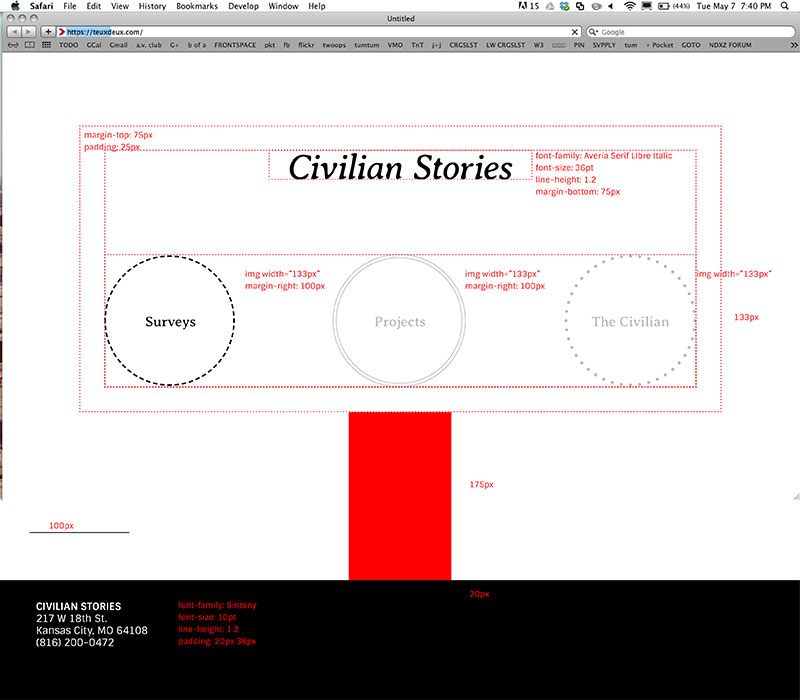 Safari File Edit View History Bookmarks Develop Window Help 15 (44%) Tue May 7 7:40 PM
Untitled
https://teuxdeux.com/ Google
TODO GCal Gmail a.v. club G+ b of a FRONTSPACE pkt fb flickr twoops tumtum VMO TnT j+j CRGSLST LW CRGSLST W3 PIN SVPPLY tum + Pocket GOTO NDXZ FORUM
margin-top: 75px
padding: 25px
Civilian Stories
font-family: Averia Serif Libre Italic
font-size: 36pt
line-height: 1.2
margin-bottom: 75px
img width="133px"
margin-right: 100px
img width="133px"
margin-right: 100px
img width="133px"
Surveys
Projects
The Civilian
133px
175px
100px
20px
CIVILIAN STORIES
217 W 18th St.
Kansas City, MO 64108
(816) 200-0472
font-family: Sintony
font-size: 10pt
line-height: 1.2
padding: 20px 36px